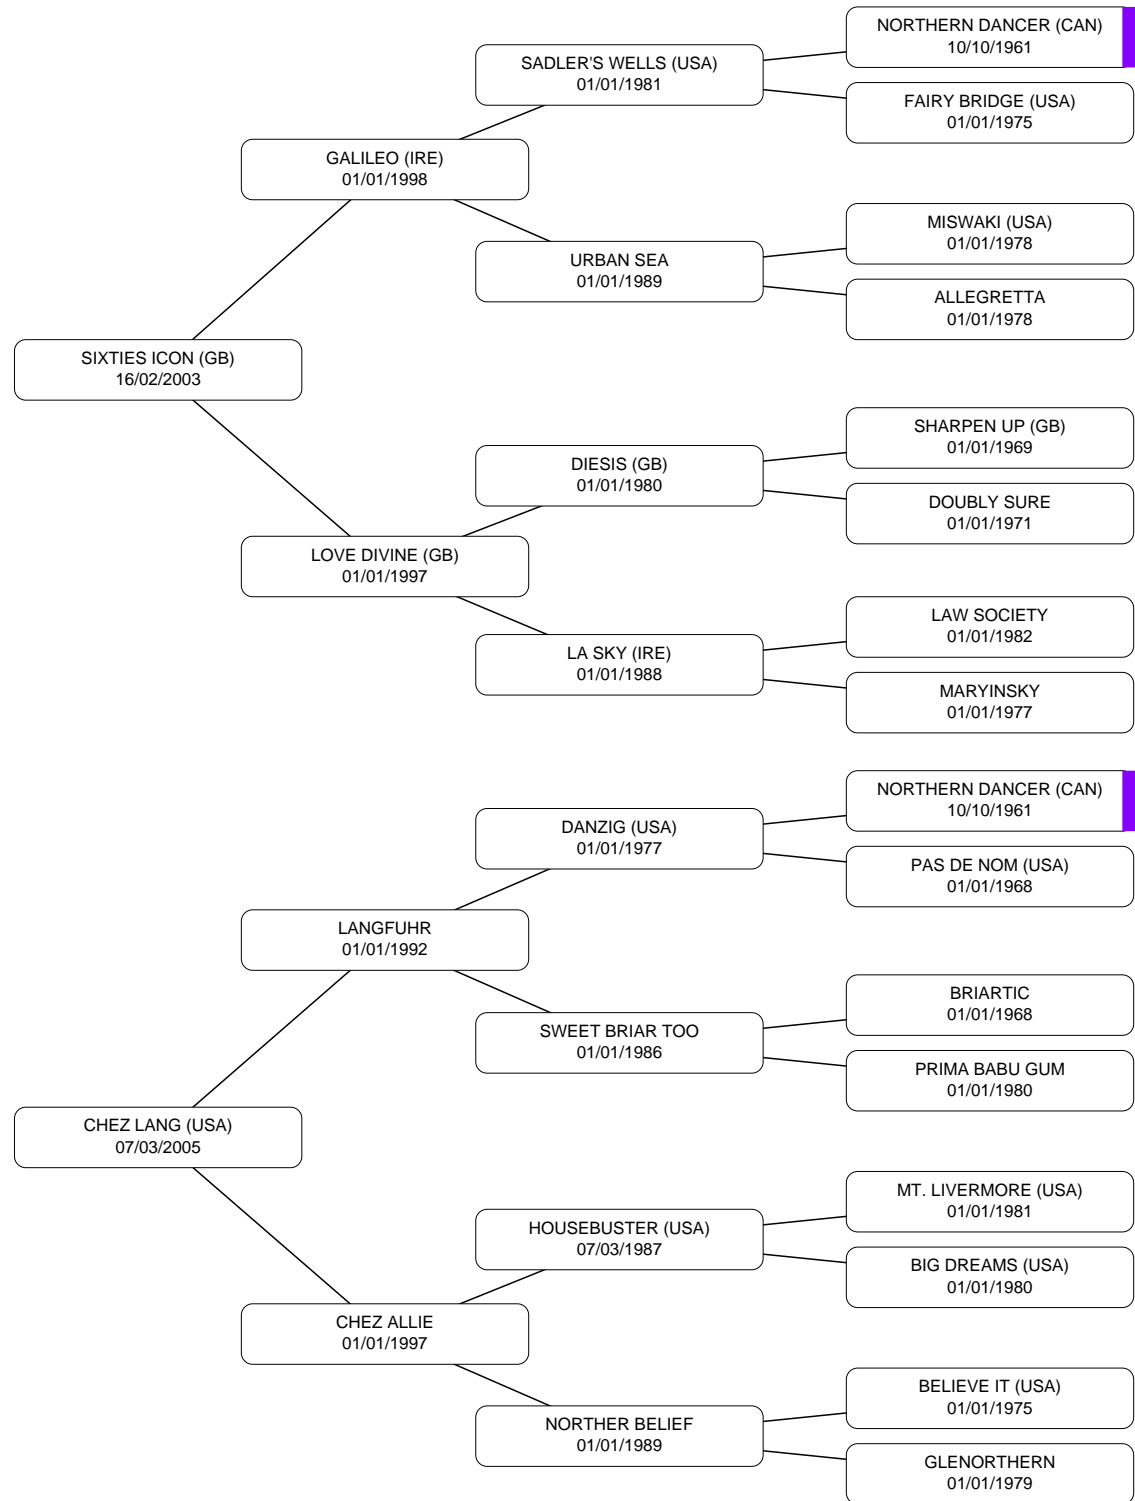 NORTHERN DANCER (CAN)
10/10/1961
SADLER'S WELLS (USA)
01/01/1981
FAIRY BRIDGE (USA)
01/01/1975
GALILEO (IRE)
01/01/1998
MISWAKI (USA)
01/01/1978
URBAN SEA
01/01/1989
ALLEGRETTA
01/01/1978
SIXTIES ICON (GB)
16/02/2003
SHARPEN UP (GB)
01/01/1969
DIESIS (GB)
01/01/1980
DOUBLY SURE
01/01/1971
LOVE DIVINE (GB)
01/01/1997
LAW SOCIETY
01/01/1982
LA SKY (IRE)
01/01/1988
MARYINSKY
01/01/1977
NORTHERN DANCER (CAN)
10/10/1961
DANZIG (USA)
01/01/1977
PAS DE NOM (USA)
01/01/1968
LANGFUHR
01/01/1992
BRIARTIC
01/01/1968
SWEET BRIAR TOO
01/01/1986
PRIMA BABU GUM
01/01/1980
CHEZ LANG (USA)
07/03/2005
MT. LIVERMORE (USA)
01/01/1981
HOUSEBUSTER (USA)
07/03/1987
BIG DREAMS (USA)
01/01/1980
CHEZ ALLIE
01/01/1997
BELIEVE IT (USA)
01/01/1975
NORTHER BELIEF
01/01/1989
GLENORTHERN
01/01/1979